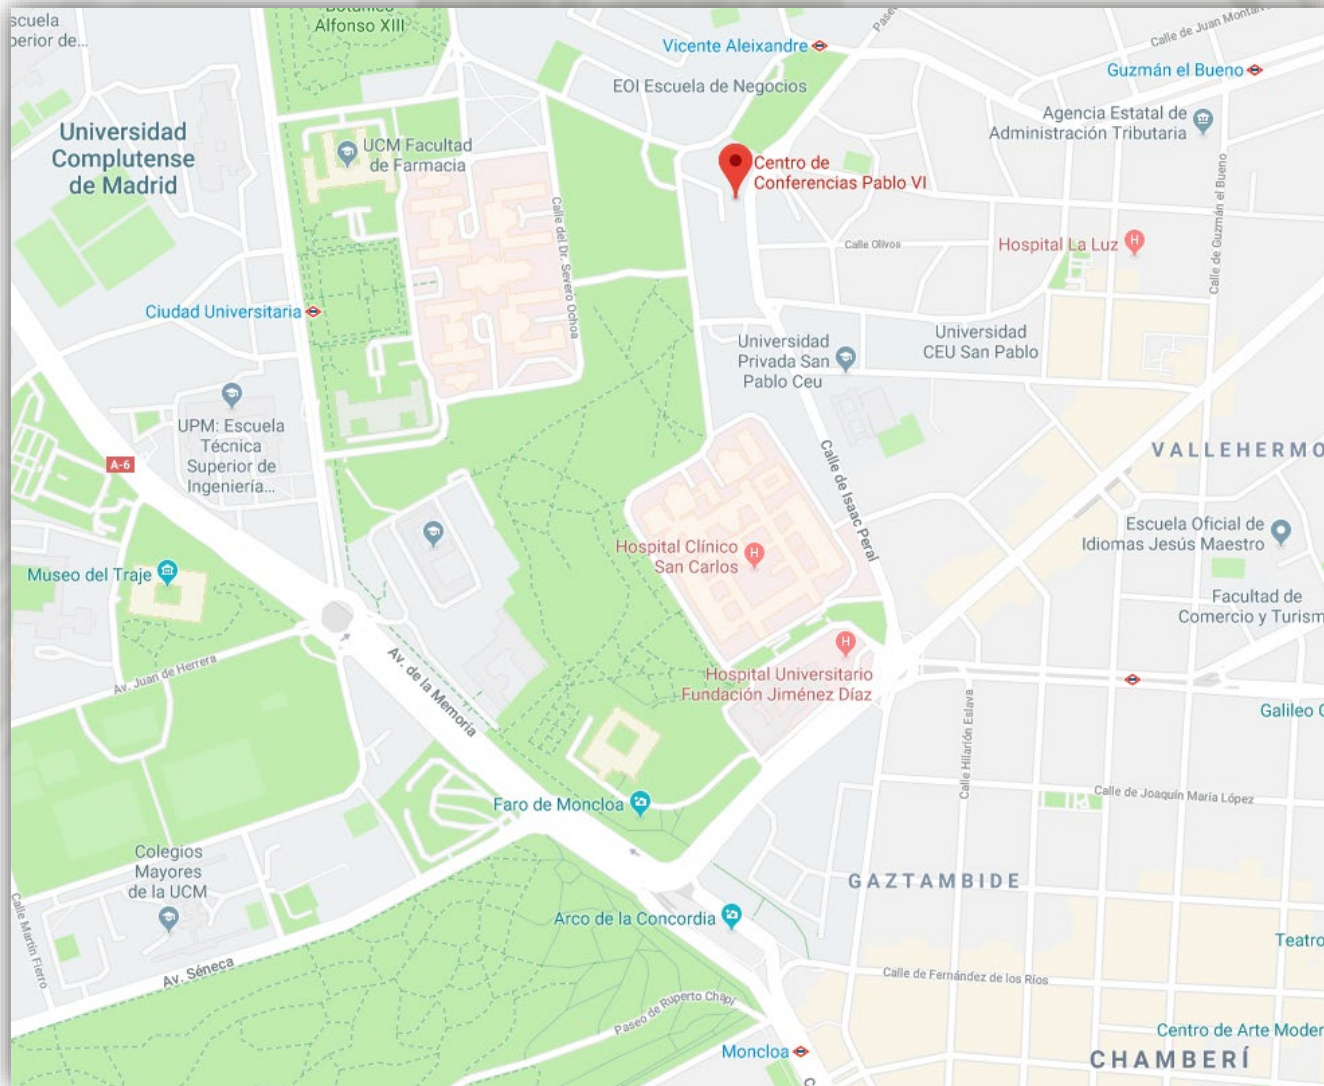 scuela
perior de...
Botánico
Alfonso XIII
Vicente Aleixandre
Paseo
Calle de Juan Montalvo
Guzmán el Bueno
EOI Escuela de Negocios
Agencia Estatal de
Administración Tributaria
Universidad
Complutense
de Madrid
UCM Facultad
de Farmacia
Centro de
Conferencias Pablo VI
Calle del Dr. Severo Ochoa
Calle Olivos
Hospital La Luz
H
Calle de Guzmán el Bueno
Ciudad Universitaria
Universidad
Privada San
Pablo Ceu
Universidad
CEU San Pablo
UPM: Escuela
Técnica
Superior de
Ingeniería...
A-6
VALLEHERMO
Calle de Isaac Peral
Escuela Oficial de
Idiomas Jesús Maestro
Hospital Clínico
San Carlos
H
Museo del Traje
Facultad de
Comercio y Turism
Av. Juan de Herrera
Av. de la Memoria
H
Hospital Universitario
Fundación Jiménez Díaz
Calle Hilarión Eslava
Galileo
Faro de Moncloa
Calle de Joaquín María López
Colegios
Mayores
de la UCM
GAZTAMBIDE
Arco de la Concordia
Calle Martín Fierro
Av. Séneca
Teatro
Calle de Fernández de los Ríos
Paseo de Ruperto Chapí
Moncloa
Centro de Arte Moder
CHAMBERÍ